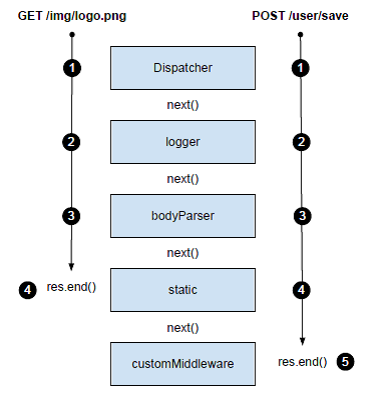 GET /img/logo.png POST /user/save
1 Dispatcher 1
next()
2 logger 2
next()
3 bodyParser 3
next()
4 res.end() static 4
next()
customMiddleware res.end() 5